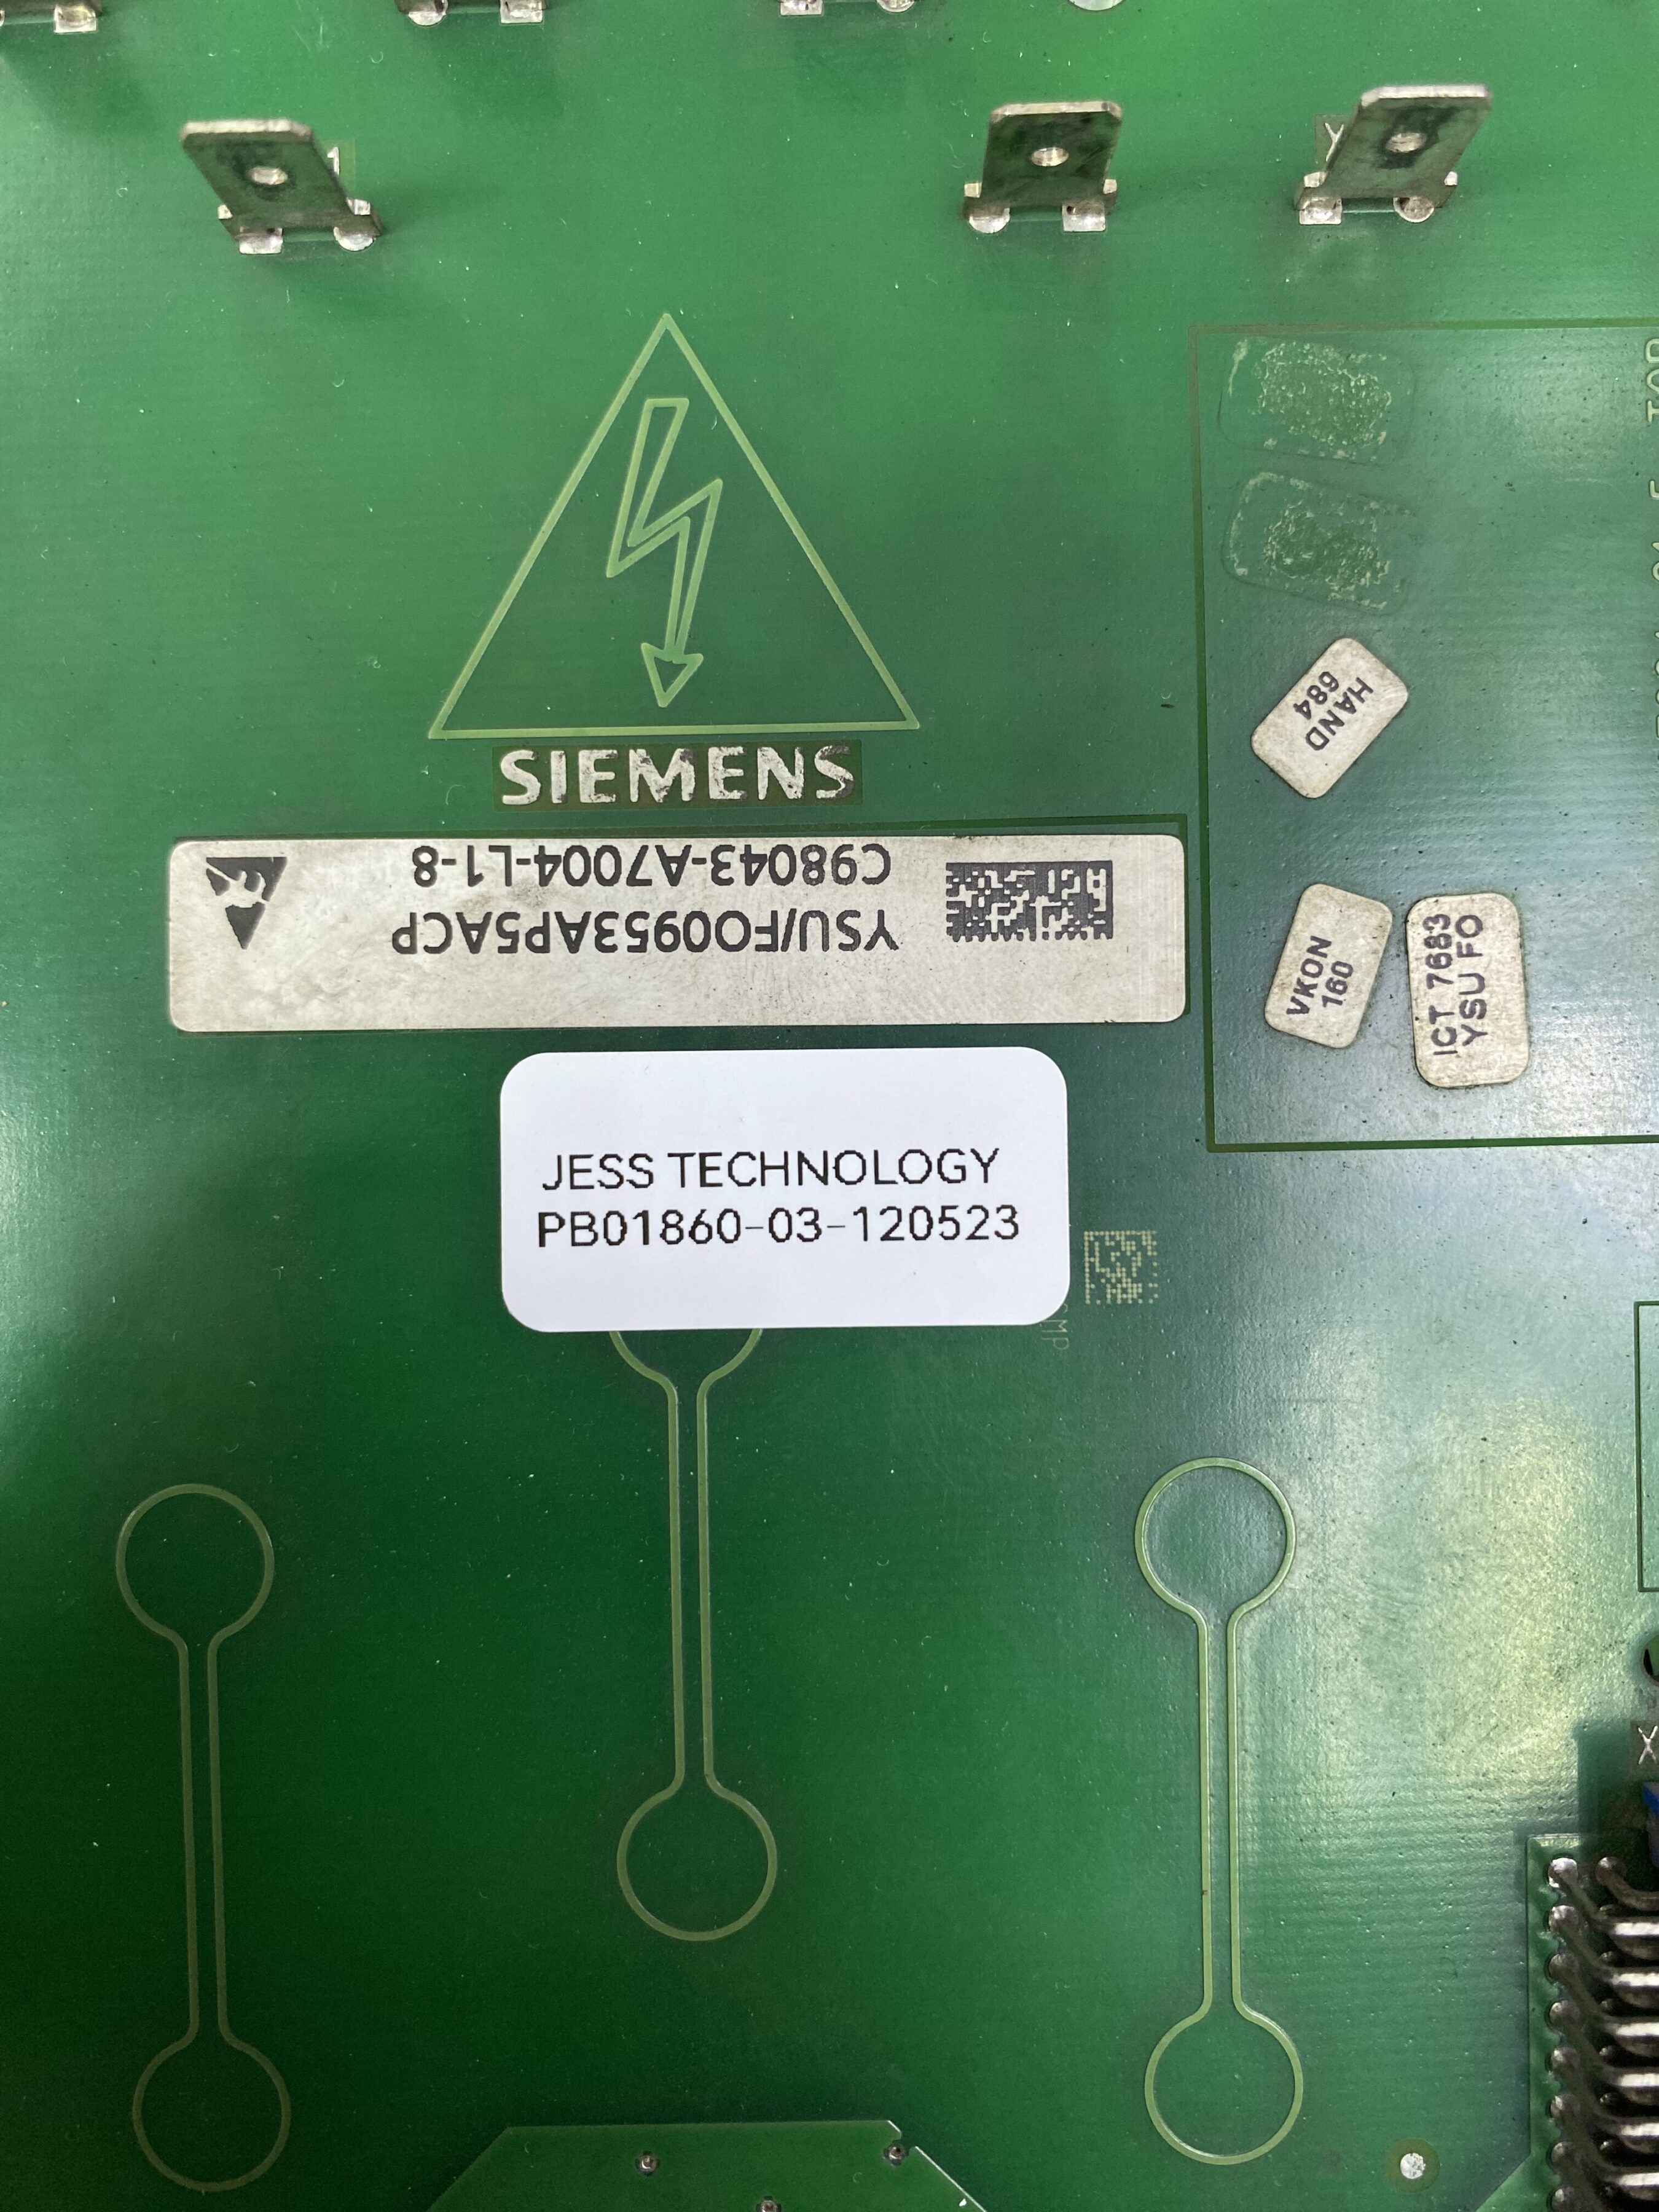 SIEMENS
C98043-A7004-L1-8
YSU/FO0953AP5ACP
JESS TECHNOLOGY
PB01860-03-120523
HAND
684
VKON
160
ICT 7683
YSU FO